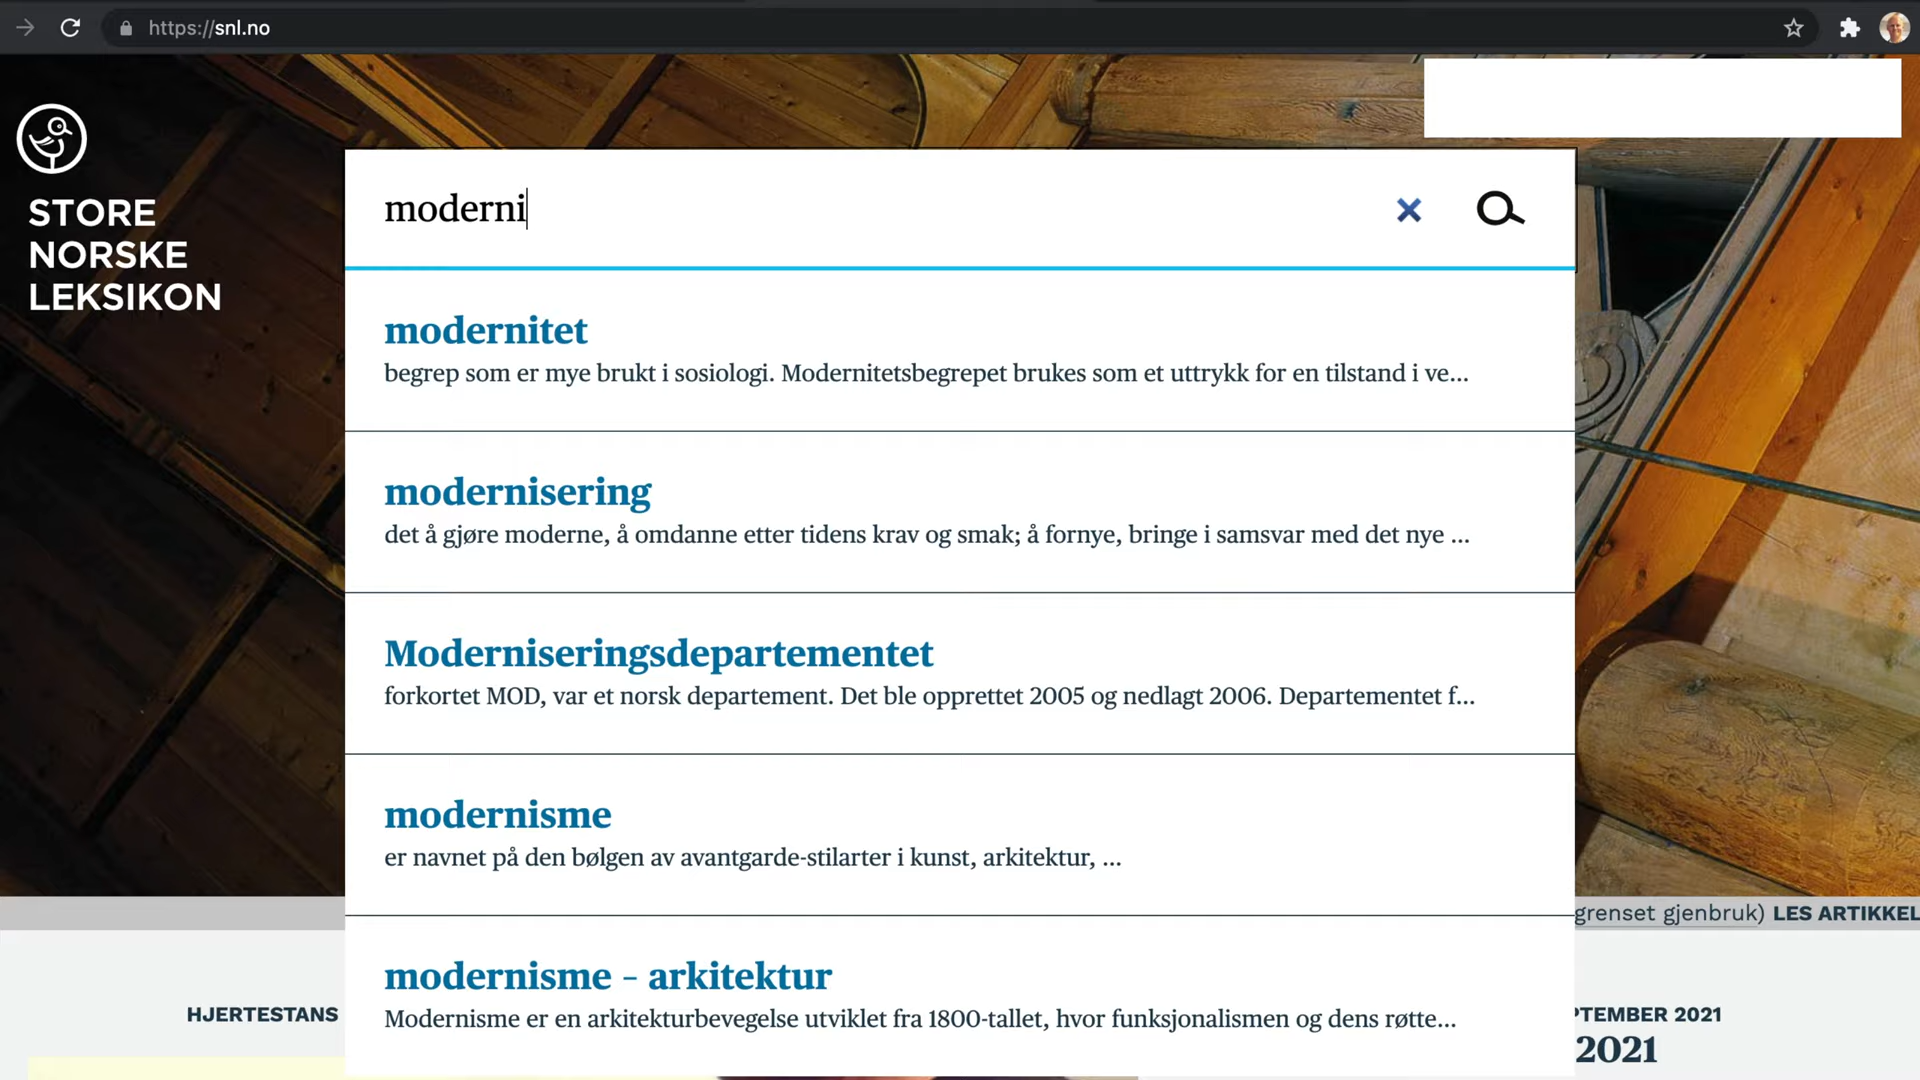 https://snl.no
STORE
NORSKE
LEKSIKON
moderni
modernitet
begrep som er mye brukt i sosiologi. Modernitetsbegrepet brukes som et uttrykk for en tilstand i ve...
modernisering
det å gjøre moderne, å omdanne etter tidens krav og smak; å fornye, bringe i samsvar med det nye ...
Moderniseringsdepartementet
forkortet MOD, var et norsk departement. Det ble opprettet 2005 og nedlagt 2006. Departementet f...
modernisme
er navnet på den bølgen av avantgarde-stilarter i kunst, arkitektur, ...
grenset gjenbruk) LES ARTIKKEL
modernisme – arkitektur
Modernisme er en arkitekturbevegelse utviklet fra 1800-tallet, hvor funksjonalismen og dens røtte...
HJERTESTANS
PTEMBER 2021
2021